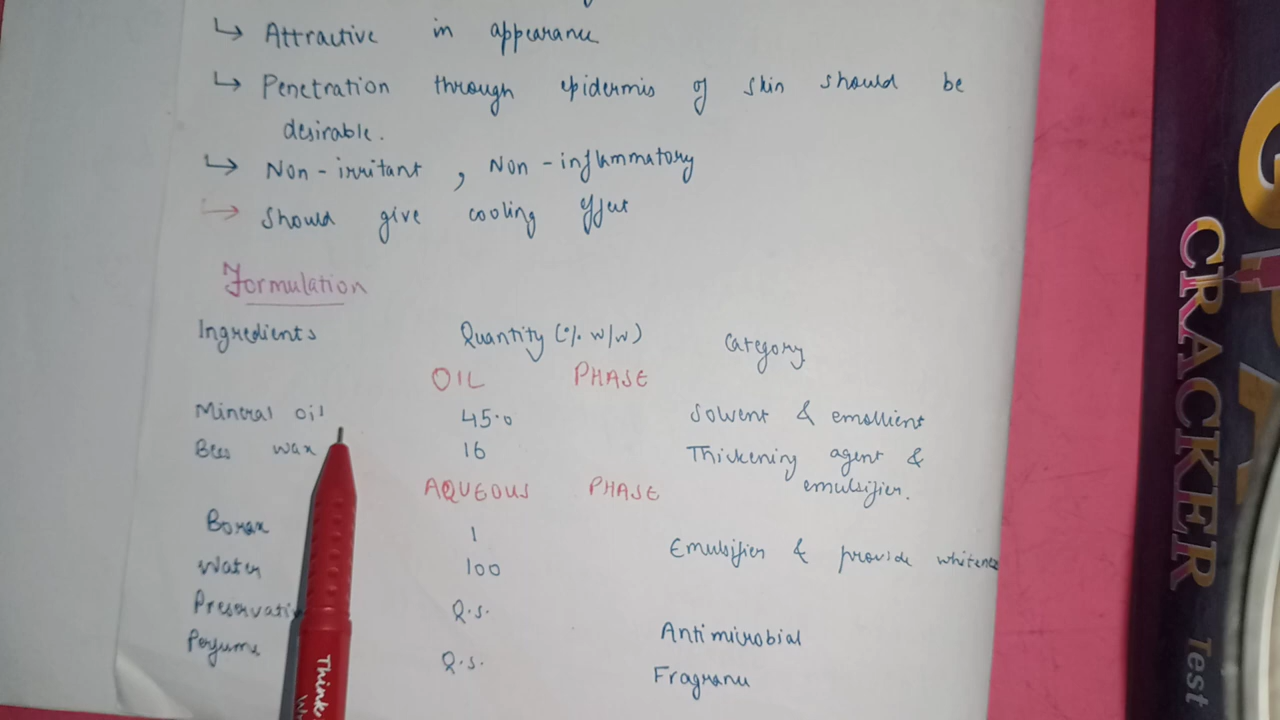 ↳ Attractive in appearance
↳ Penetration through epidermis of skin should be
desirable.
↳ Non-irritant, Non-inflammatory
→ Should give cooling effect
Formulation
Ingredients Quantity (% w/w) Category
OIL PHASE
Mineral oil 45.0 Solvent & emollient
Bees wax 16 Thickening agent &
emulsifier.
AQUEOUS PHASE
Borax 1 Emulsifier & provide
Water 100
Q.S. Antimicrobial
Perfume Q.S. Fragrance
Think
CRACKER
Test